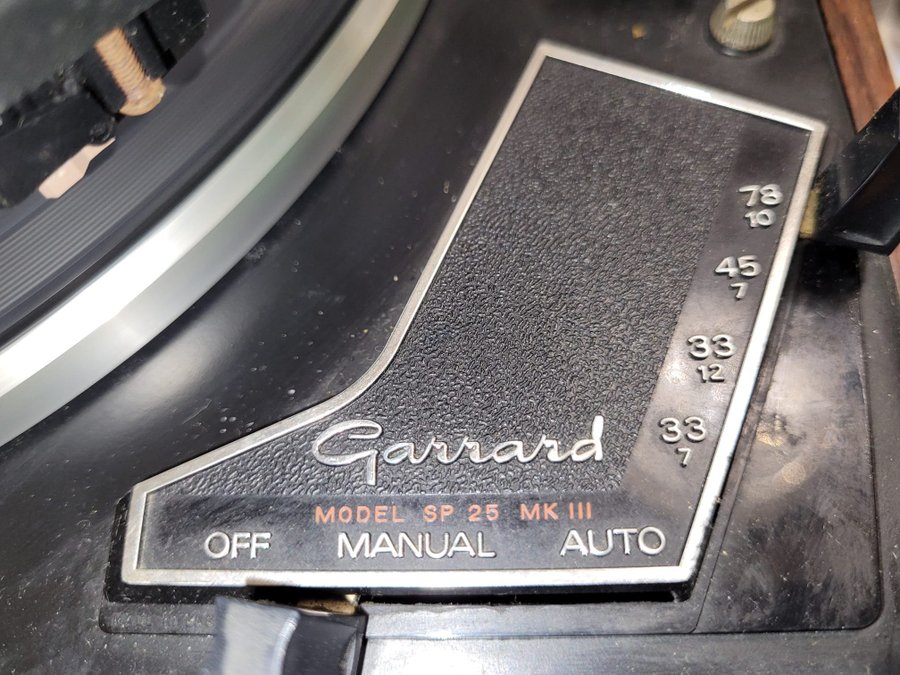 78
10
45
7
33
12
33
7
Garrard
MODEL SP 25 MK III
OFF MANUAL AUTO